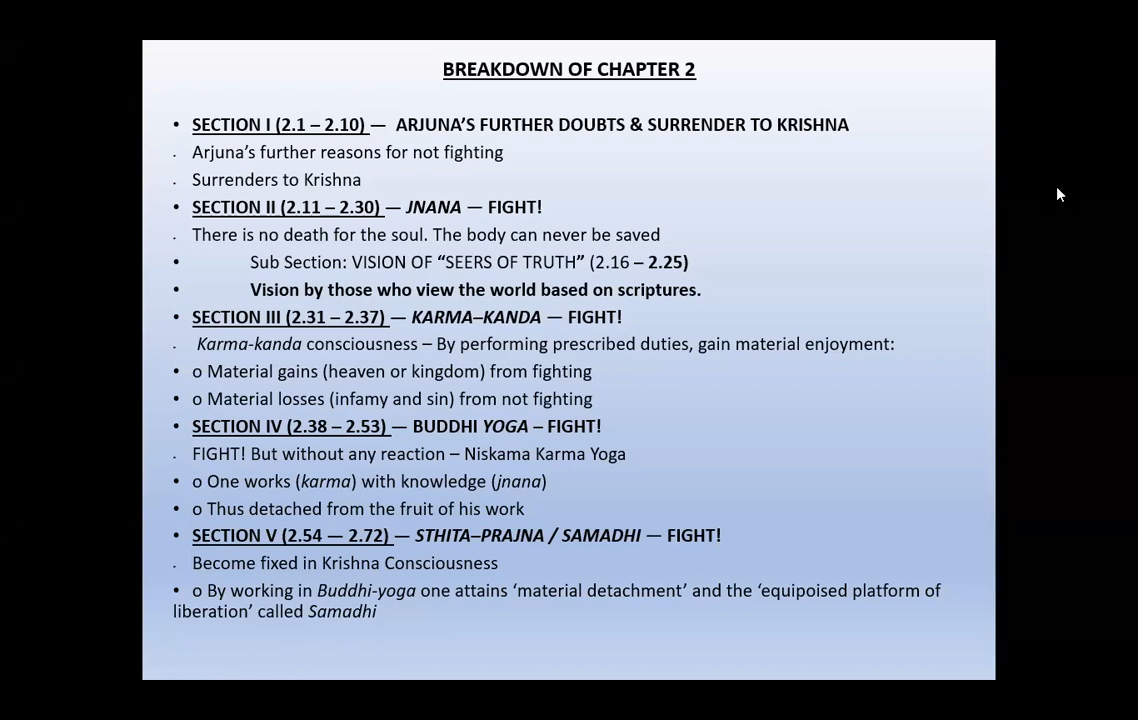 BREAKDOWN OF CHAPTER 2
• SECTION I (2.1 – 2.10) — ARJUNA'S FURTHER DOUBTS & SURRENDER TO KRISHNA
. Arjuna's further reasons for not fighting
. Surrenders to Krishna
• SECTION II (2.11 – 2.30) — JNANA — FIGHT!
. There is no death for the soul. The body can never be saved
• Sub Section: VISION OF “SEERS OF TRUTH” (2.16 – 2.25)
• Vision by those who view the world based on scriptures.
• SECTION III (2.31 – 2.37) — KARMA–KANDA — FIGHT!
. Karma-kanda consciousness – By performing prescribed duties, gain material enjoyment:
• o Material gains (heaven or kingdom) from fighting
• o Material losses (infamy and sin) from not fighting
• SECTION IV (2.38 – 2.53) — BUDDHI YOGA – FIGHT!
. FIGHT! But without any reaction – Niskama Karma Yoga
• o One works (karma) with knowledge (jnana)
• o Thus detached from the fruit of his work
• SECTION V (2.54 — 2.72) — STHITA–PRAJNA / SAMADHI — FIGHT!
. Become fixed in Krishna Consciousness
• o By working in Buddhi-yoga one attains ‘material detachment’ and the ‘equipoised platform of
liberation’ called Samadhi